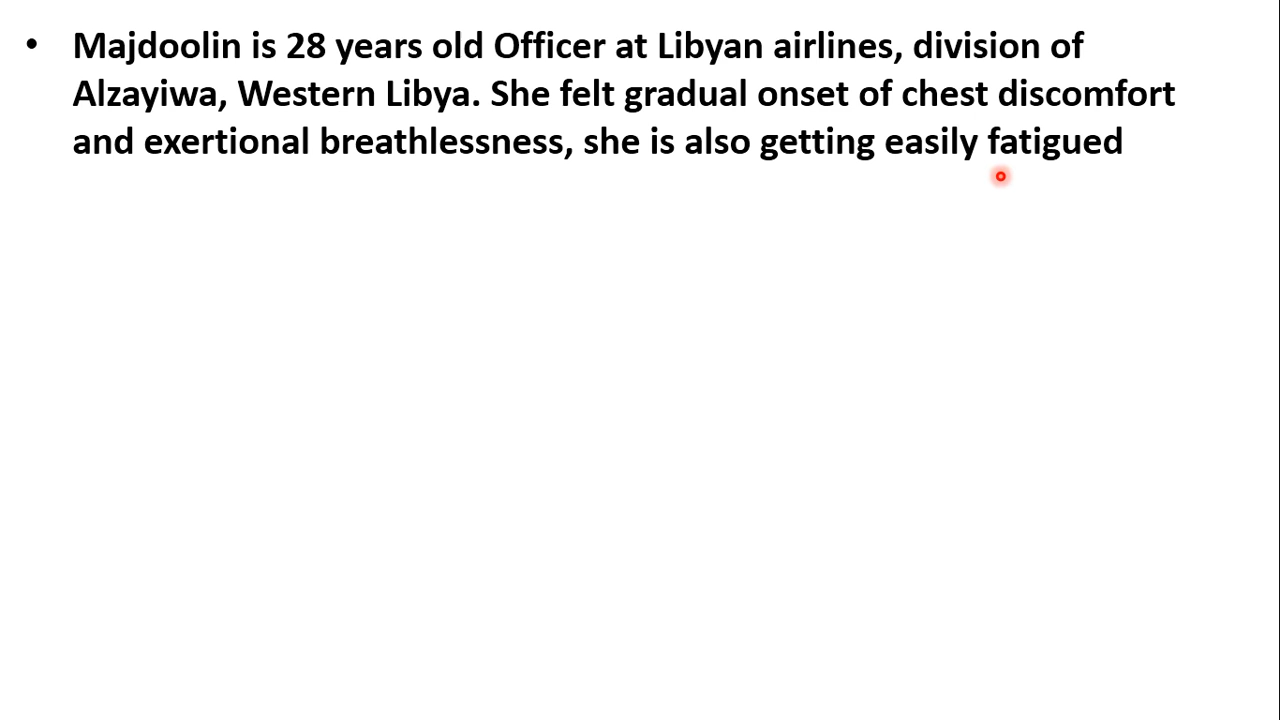 • Majdoolin is 28 years old Officer at Libyan airlines, division of
Alzayiwa, Western Libya. She felt gradual onset of chest discomfort
and exertional breathlessness, she is also getting easily fatigued